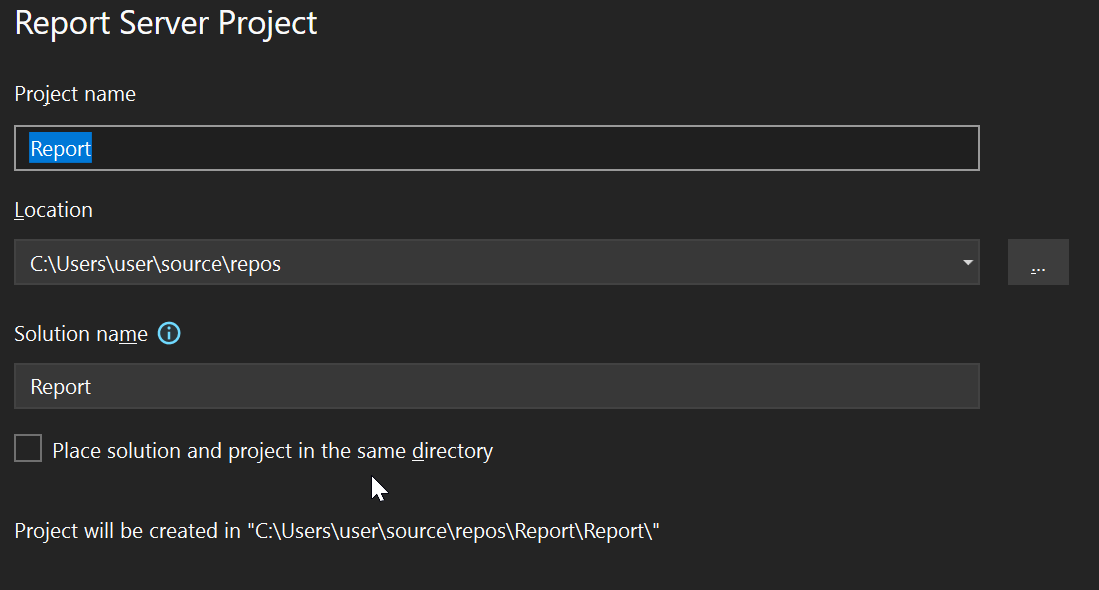 Report Server Project
Project name
Report
Location
C:\Users\user\source\repos
...
Solution name
Report
Place solution and project in the same directory
Project will be created in "C:\Users\user\source\repos\Report\Report\"